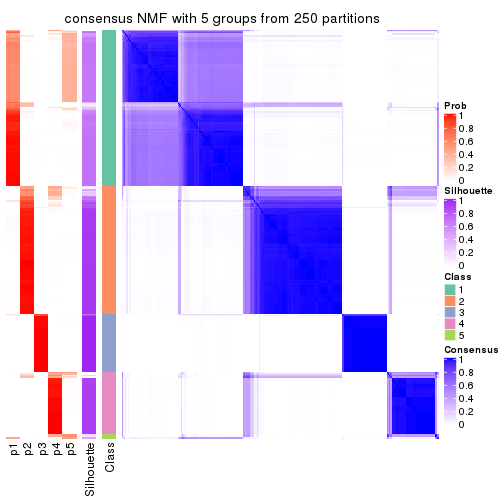 consensus NMF with 5 groups from 250 partitions
Prob
1
0.8
0.6
0.4
0.2
0
Silhouette
1
0.8
0.6
0.4
0.2
0
Class
1
2
3
4
5
Consensus
1
0.8
0.6
0.4
0.2
0
p1
p2
p3
p4
p5
Silhouette
Class